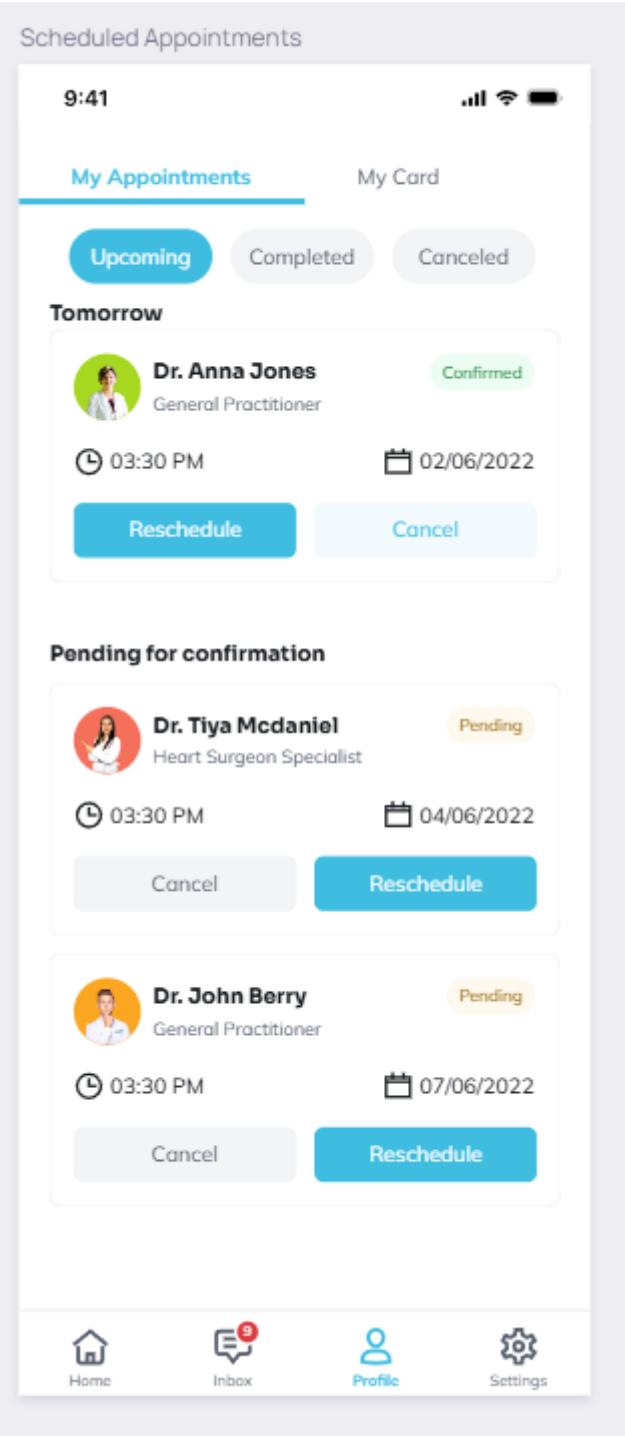 Scheduled Appointments
9:41
My Appointments My Card
Upcoming Completed Canceled
Tomorrow
Dr. Anna Jones Confirmed
General Practitioner
03:30 PM 02/06/2022
Reschedule Cancel
Pending for confirmation
Dr. Tiya Mcdaniel Pending
Heart Surgeon Specialist
03:30 PM 04/06/2022
Cancel Reschedule
Dr. John Berry Pending
General Practitioner
03:30 PM 07/06/2022
Cancel Reschedule
9
Home Inbox Profile Settings